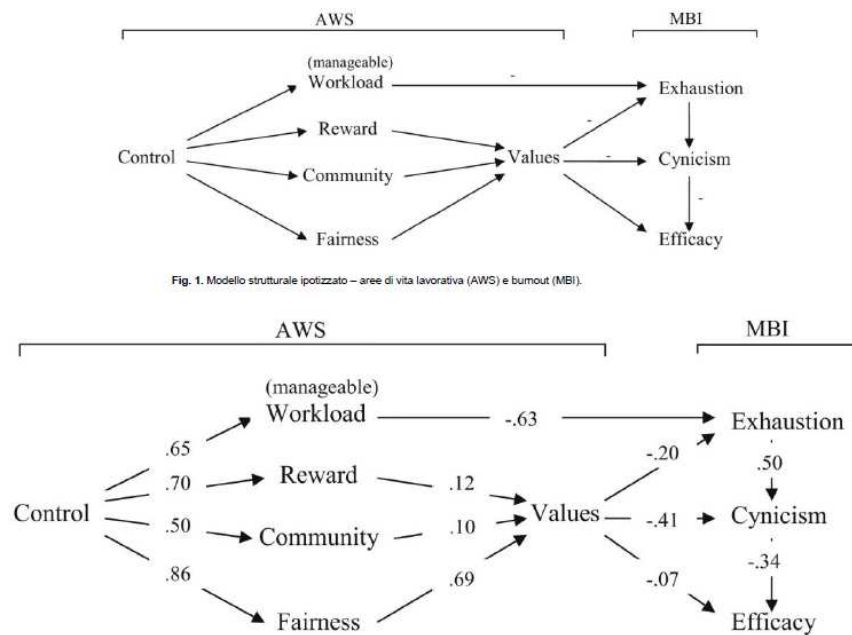 AWS MBI
(manageable)
Workload - Exhaustion
Reward -
Control Values - Cynicism
Community
-
Fairness Efficacy
Fig. 1. Modello strutturale ipotizzato – aree di vita lavorativa (AWS) e burnout (MBI).
AWS MBI
(manageable)
Workload -.63 Exhaustion
.65 -.20 .50
Reward .12
.70
Control Values -.41 Cynicism
.50 Community .10
.86 .69 -.07 -.34
Fairness Efficacy